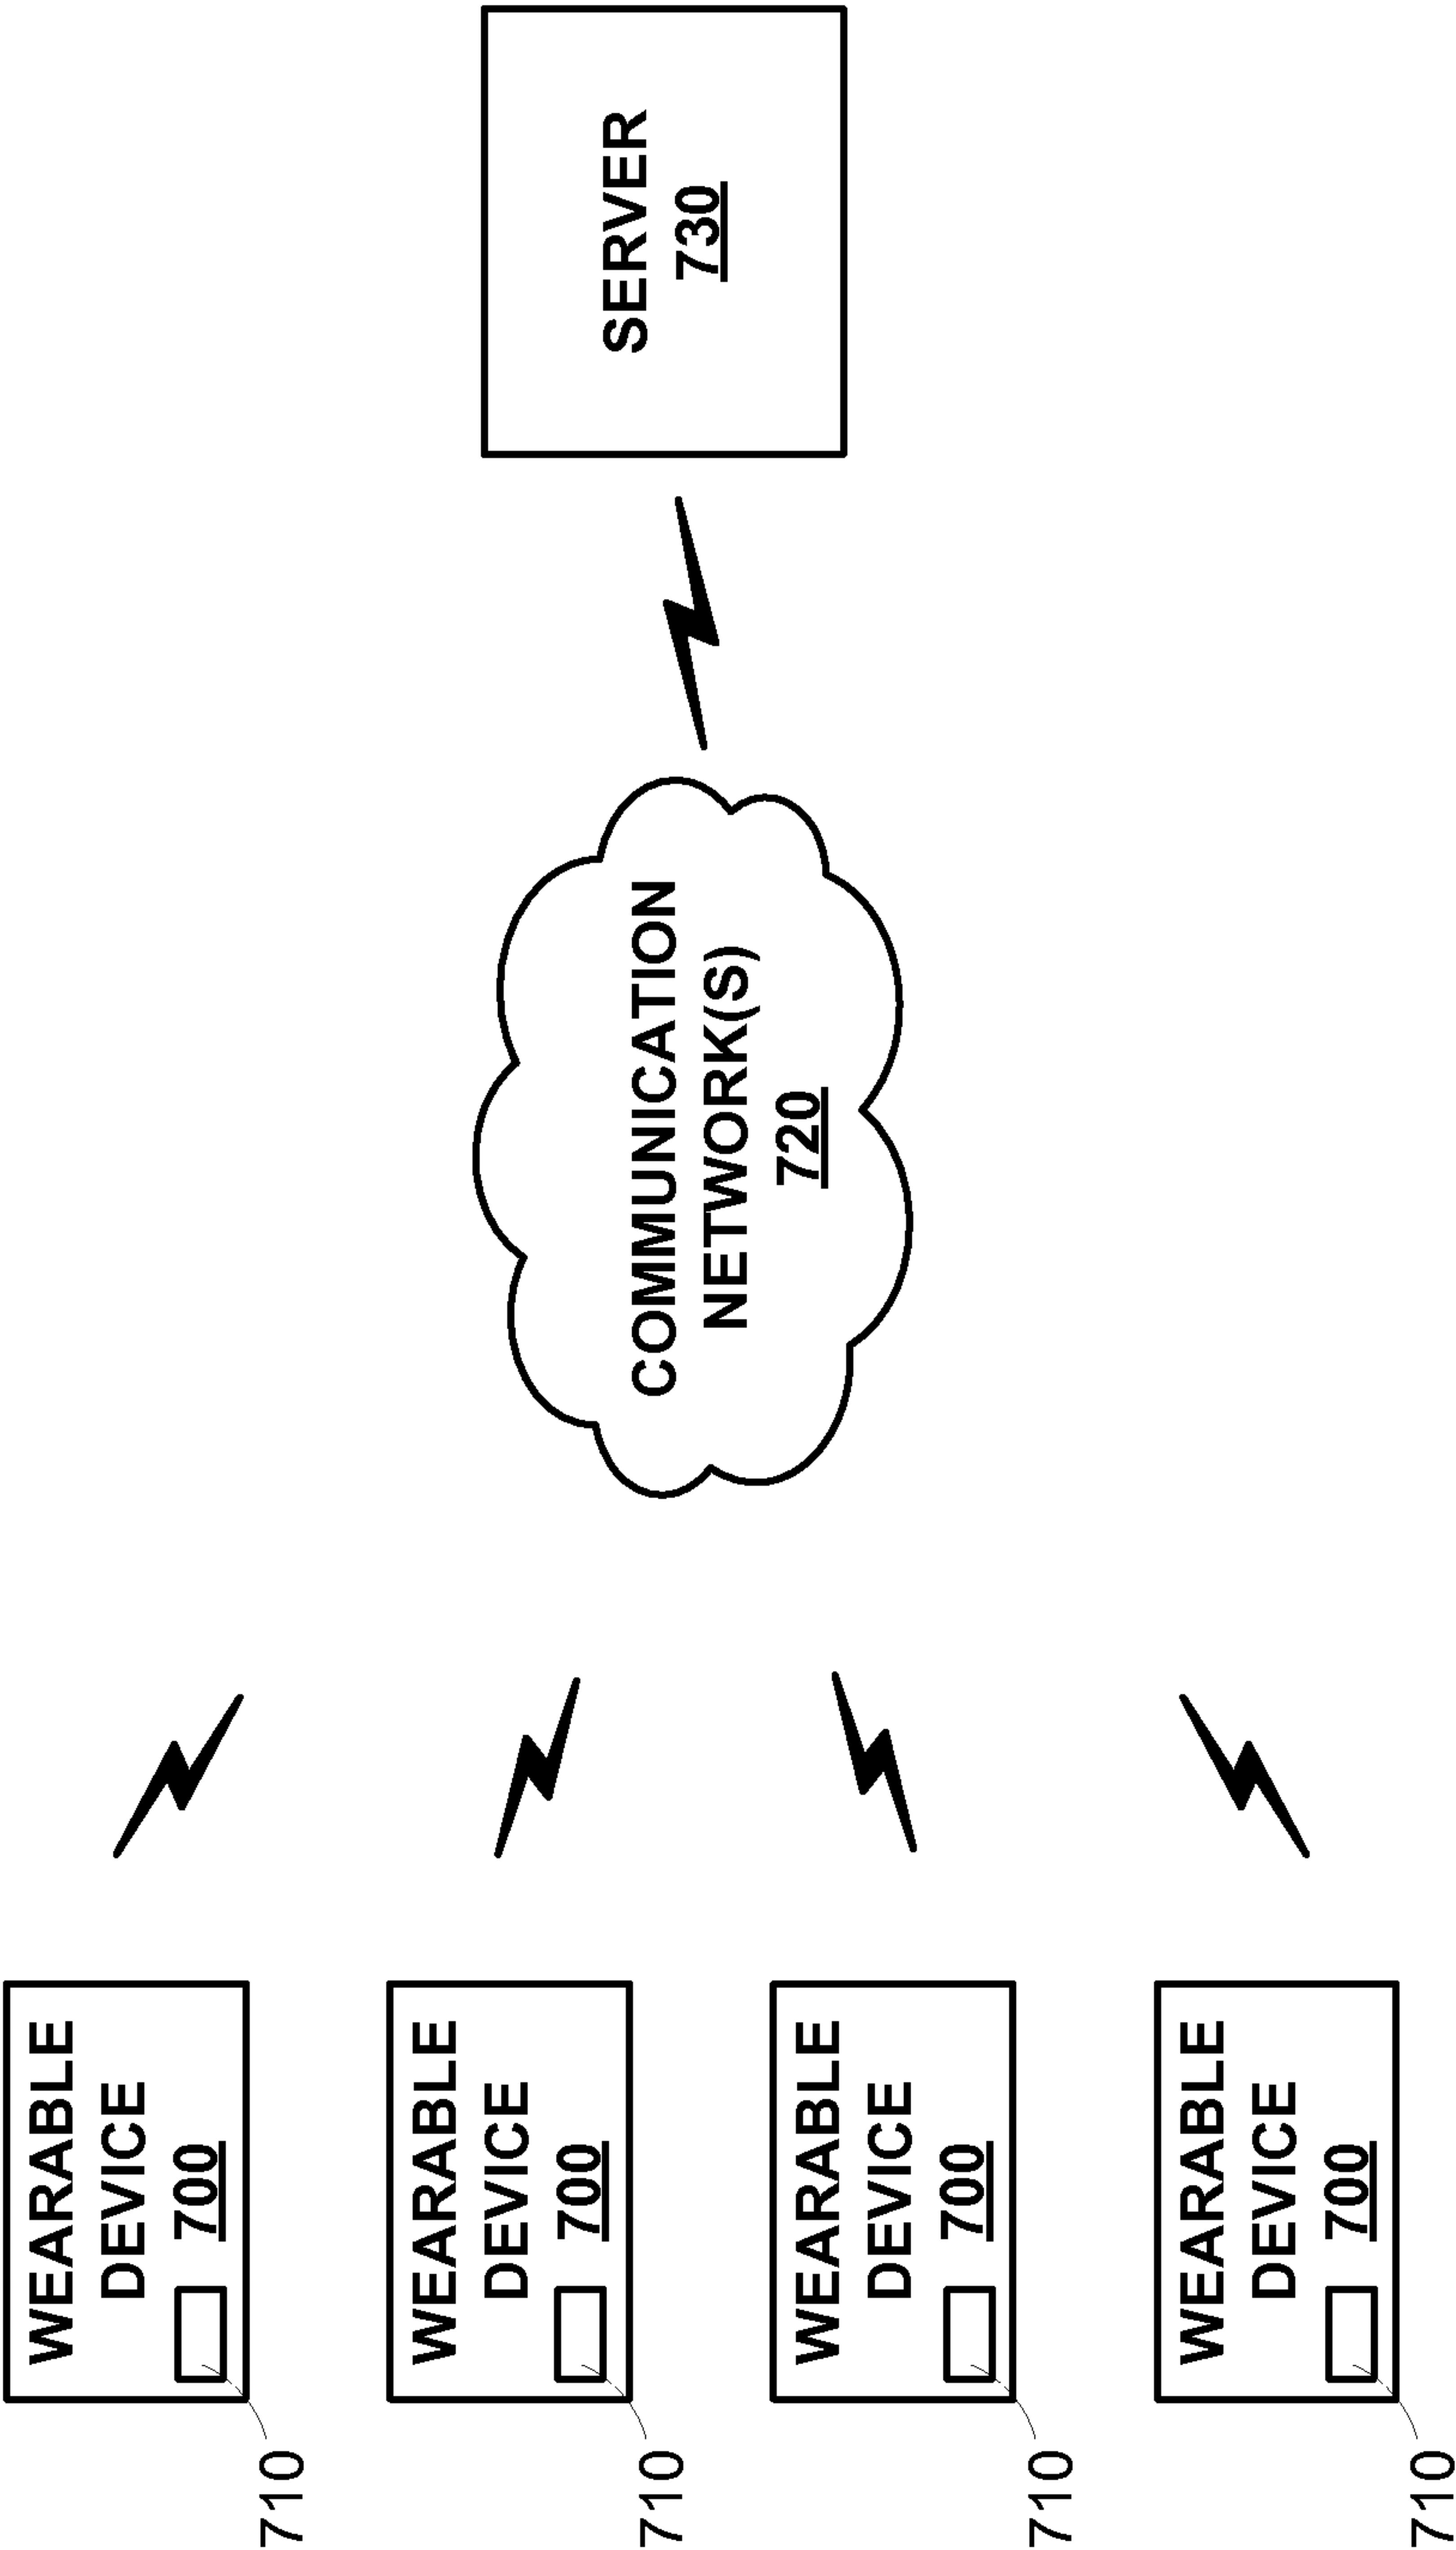 WEARABLE
DEVICE
700
710
WEARABLE
DEVICE
700
710
WEARABLE
DEVICE
700
710
WEARABLE
DEVICE
700
710
COMMUNICATION
NETWORK(S)
720
SERVER
730